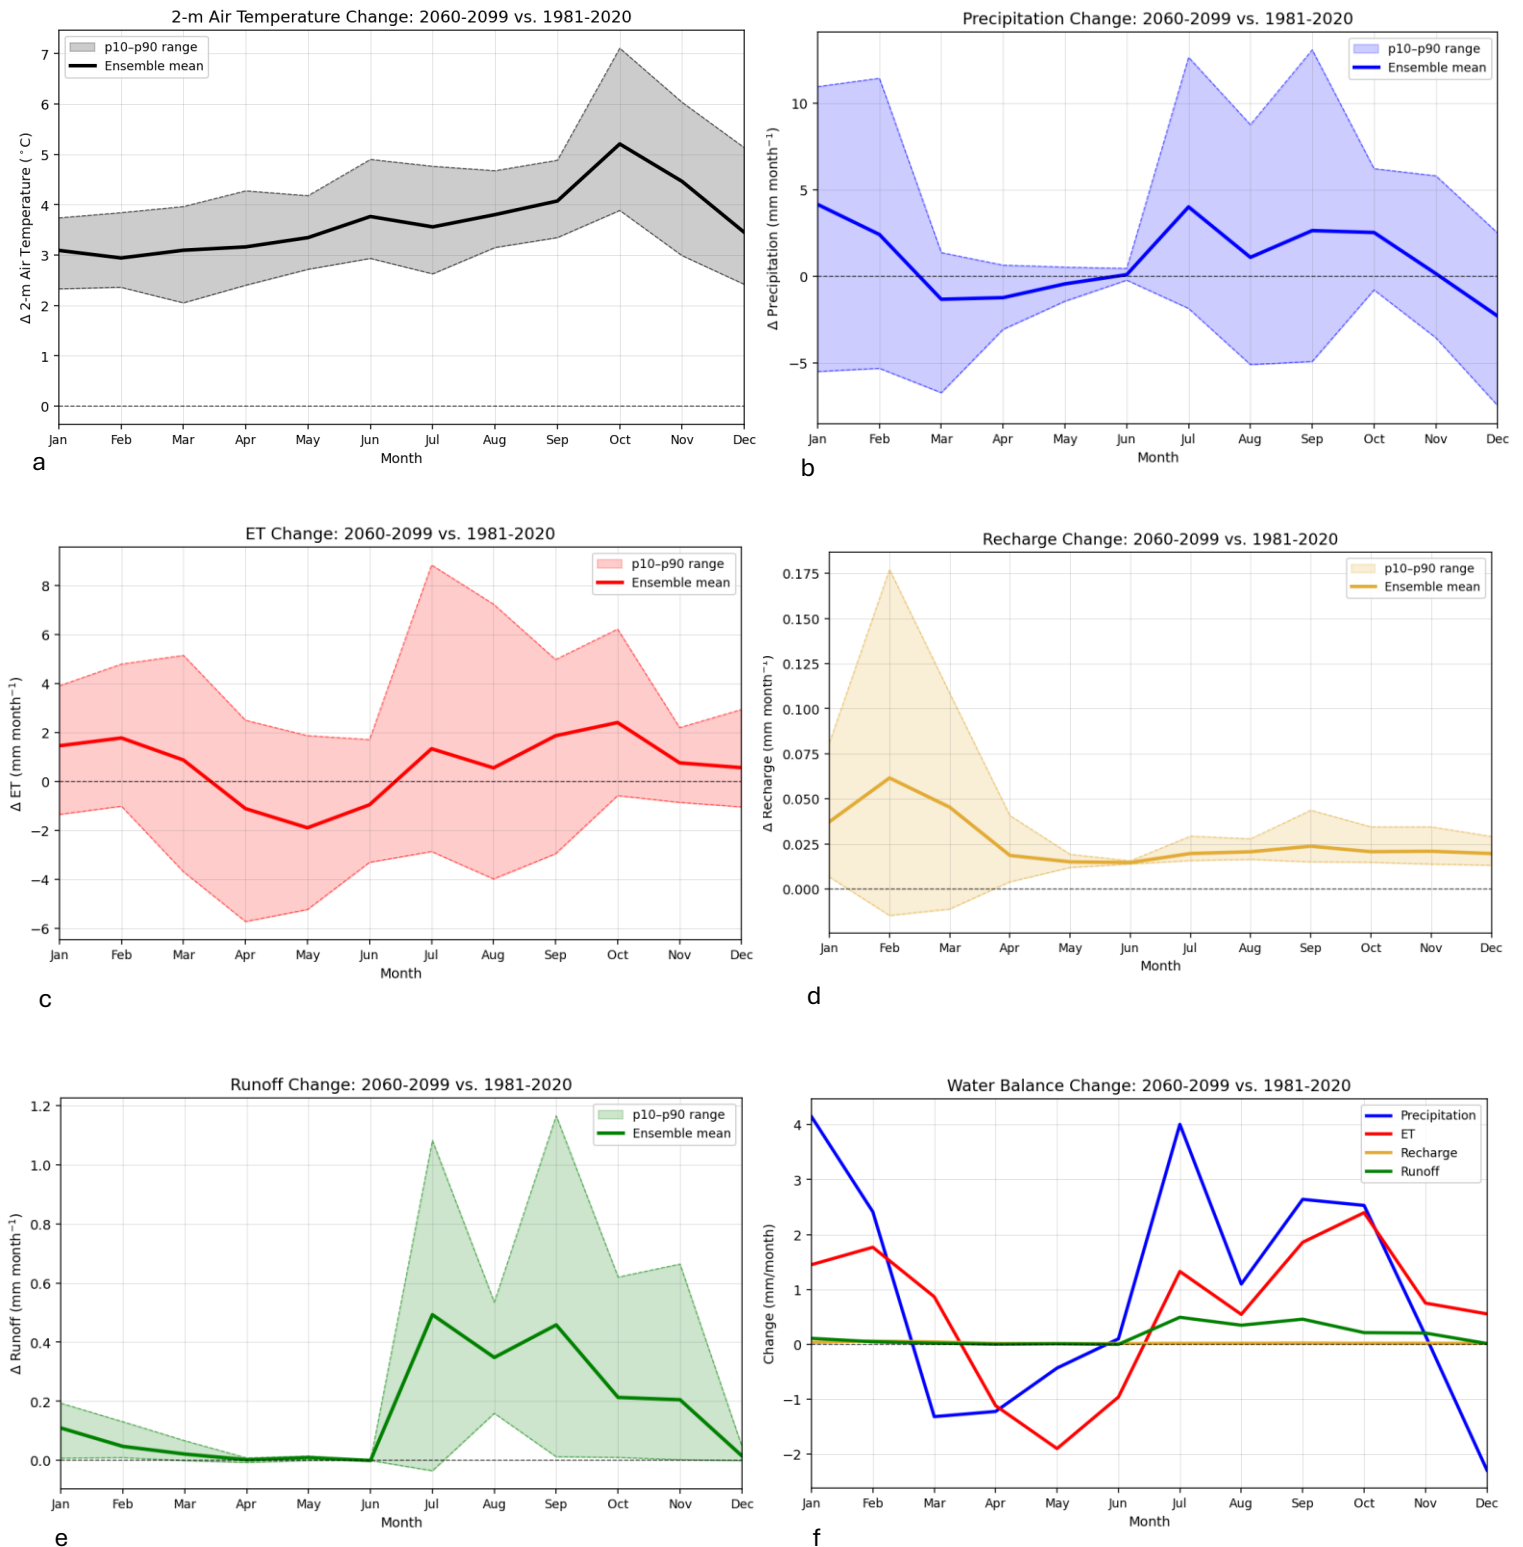 2-m Air Temperature Change: 2060-2099 vs. 1981-2020
p10–p90 range
Ensemble mean
Δ 2-m Air Temperature (°C)
7
6
5
4
3
2
1
0
Jan Feb Mar Apr May Jun Jul Aug Sep Oct Nov Dec
Month
a
Precipitation Change: 2060-2099 vs. 1981-2020
p10–p90 range
Ensemble mean
Δ Precipitation (mm month⁻¹)
10
5
0
−5
Jan Feb Mar Apr May Jun Jul Aug Sep Oct Nov Dec
Month
b
ET Change: 2060-2099 vs. 1981-2020
p10–p90 range
Ensemble mean
Δ ET (mm month⁻¹)
8
6
4
2
0
−2
−4
−6
Jan Feb Mar Apr May Jun Jul Aug Sep Oct Nov Dec
Month
c
Recharge Change: 2060-2099 vs. 1981-2020
p10–p90 range
Ensemble mean
Δ Recharge (mm month⁻¹)
0.175
0.150
0.125
0.100
0.075
0.050
0.025
0.000
Jan Feb Mar Apr May Jun Jul Aug Sep Oct Nov Dec
Month
d
Runoff Change: 2060-2099 vs. 1981-2020
p10–p90 range
Ensemble mean
Δ Runoff (mm month⁻¹)
1.2
1.0
0.8
0.6
0.4
0.2
0.0
Jan Feb Mar Apr May Jun Jul Aug Sep Oct Nov Dec
Month
e
Water Balance Change: 2060-2099 vs. 1981-2020
Precipitation
ET
Recharge
Runoff
Change (mm/month)
4
3
2
1
0
−1
−2
Jan Feb Mar Apr May Jun Jul Aug Sep Oct Nov Dec
Month
f